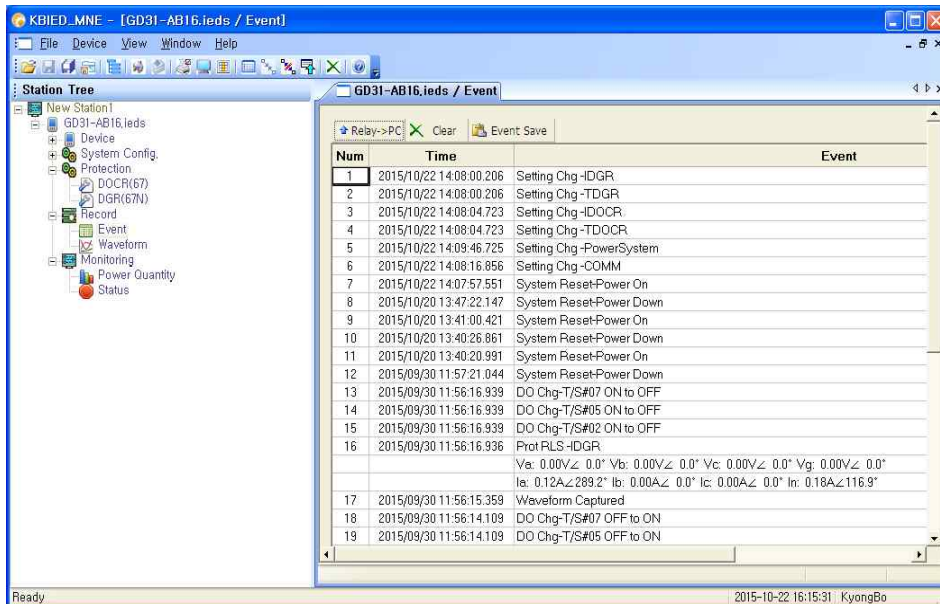 KBIED_MNE - [GD31-AB16.ieds / Event]
File Device View Window Help
Station Tree
New Station1
GD31-AB16.ieds
Device
System Config.
Protection
DOCR(67)
DGR(67N)
Record
Event
Waveform
Monitoring
Power Quantity
Status
GD31-AB16.ieds / Event
Relay->PC Clear Event Save
Num Time Event
1 2015/10/22 14:08:00.206 Setting Chg -IDGR
2 2015/10/22 14:08:00.206 Setting Chg -TDGR
3 2015/10/22 14:08:04.723 Setting Chg -IDOCR
4 2015/10/22 14:08:04.723 Setting Chg -TDOCR
5 2015/10/22 14:09:46.725 Setting Chg -PowerSystem
6 2015/10/22 14:08:16.856 Setting Chg -COMM
7 2015/10/22 14:07:57.551 System Reset-Power On
8 2015/10/20 13:47:22.147 System Reset-Power Down
9 2015/10/20 13:41:00.421 System Reset-Power On
10 2015/10/20 13:40:26.861 System Reset-Power Down
11 2015/10/20 13:40:20.991 System Reset-Power On
12 2015/09/30 11:57:21.044 System Reset-Power Down
13 2015/09/30 11:56:16.939 DO Chg-T/S#07 ON to OFF
14 2015/09/30 11:56:16.939 DO Chg-T/S#05 ON to OFF
15 2015/09/30 11:56:16.939 DO Chg-T/S#02 ON to OFF
16 2015/09/30 11:56:16.936 Prot RLS -IDGR
Va: 0.00V∠ 0.0° Vb: 0.00V∠ 0.0° Vc: 0.00V∠ 0.0° Vg: 0.00V∠ 0.0°
Ia: 0.12A∠289.2° Ib: 0.00A∠ 0.0° Ic: 0.00A∠ 0.0° In: 0.18A∠116.9°
17 2015/09/30 11:56:15.359 Waveform Captured
18 2015/09/30 11:56:14.109 DO Chg-T/S#07 OFF to ON
19 2015/09/30 11:56:14.109 DO Chg-T/S#05 OFF to ON
Ready 2015-10-22 16:15:31 KyongBo